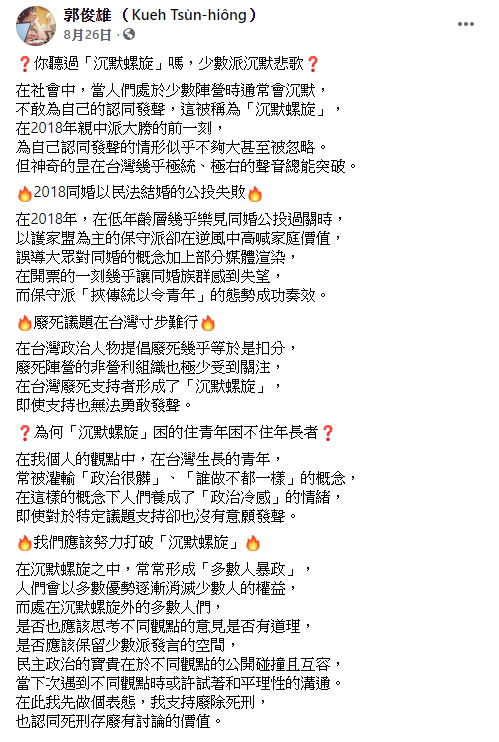 郭俊雄 （Kueh Tsùn-hiông）
8月26日 ·
❓你聽過「沉默螺旋」嗎，少數派沉默悲歌❓
在社會中，當人們處於少數陣營時通常會沉默，
不敢為自己的認同發聲，這被稱為「沉默螺旋」，
在2018年親中派大勝的前一刻，
為自己認同發聲的情形似乎不夠大甚至被忽略。
但神奇的是在台灣幾乎極統、極右的聲音總能突破。
🔥2018同婚以民法結婚的公投失敗🔥
在2018年，在低年齡層幾乎樂見同婚公投過關時，
以護家盟為主的保守派卻在逆風中高喊家庭價值，
誤導大眾對同婚的概念加上部分媒體渲染，
在開票的一刻幾乎讓同婚族群感到失望，
而保守派「挾傳統以令青年」的態勢成功奏效。
🔥廢死議題在台灣寸步難行🔥
在台灣政治人物提倡廢死幾乎等於是扣分，
廢死陣營的非營利組織也極少受到關注，
在台灣廢死支持者形成了「沉默螺旋」，
即使支持也無法勇敢發聲。
❓為何「沉默螺旋」困的住青年困不住年長者❓
在我個人的觀點中，在台灣生長的青年，
常被灌輸「政治很髒」、「誰做不都一樣」的概念，
在這樣的概念下人們養成了「政治冷感」的情緒，
即使對於特定議題支持卻也沒有意願發聲。
🔥我們應該努力打破「沉默螺旋」🔥
在沉默螺旋之中，常常形成「多數人暴政」，
人們會以多數優勢逐漸消滅少數人的權益，
而處在沉默螺旋外的多數人們，
是否也應該思考不同觀點的意見是否有道理，
是否應該保留少數派發言的空間，
民主政治的寶貴在於不同觀點的公開碰撞且互容，
當下次遇到不同觀點時或許試著和平理性的溝通。
在此我先做個表態，我支持廢除死刑，
也認同死刑存廢有討論的價值。